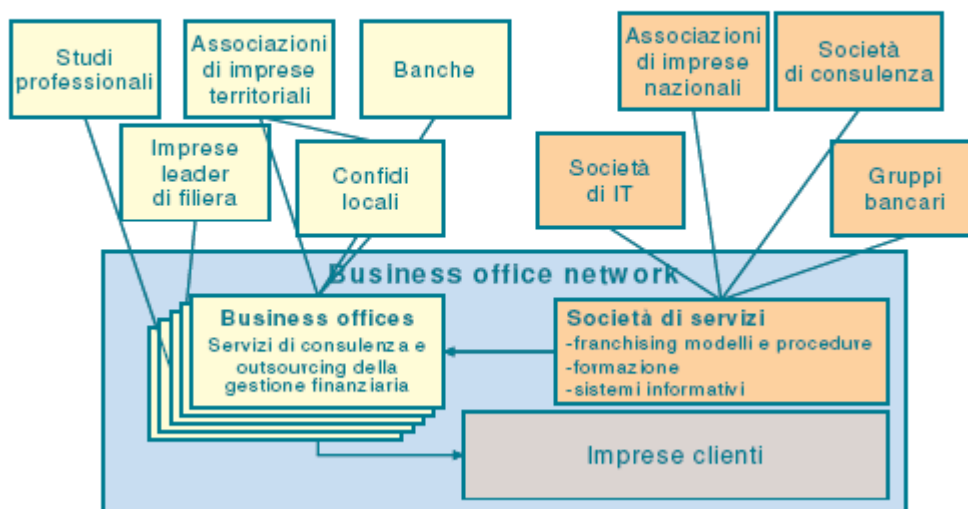 Studi
professionali
Associazioni
di imprese
territoriali
Banche
Associazioni
di imprese
nazionali
Società
di consulenza
Imprese
leader
di filiera
Confidi
locali
Società
di IT
Gruppi
bancari
Business office network
Business offices
Servizi di consulenza e
outsourcing della
gestione finanziaria
Società di servizi
-franchising modelli e procedure
-formazione
-sistemi informativi
Imprese clienti